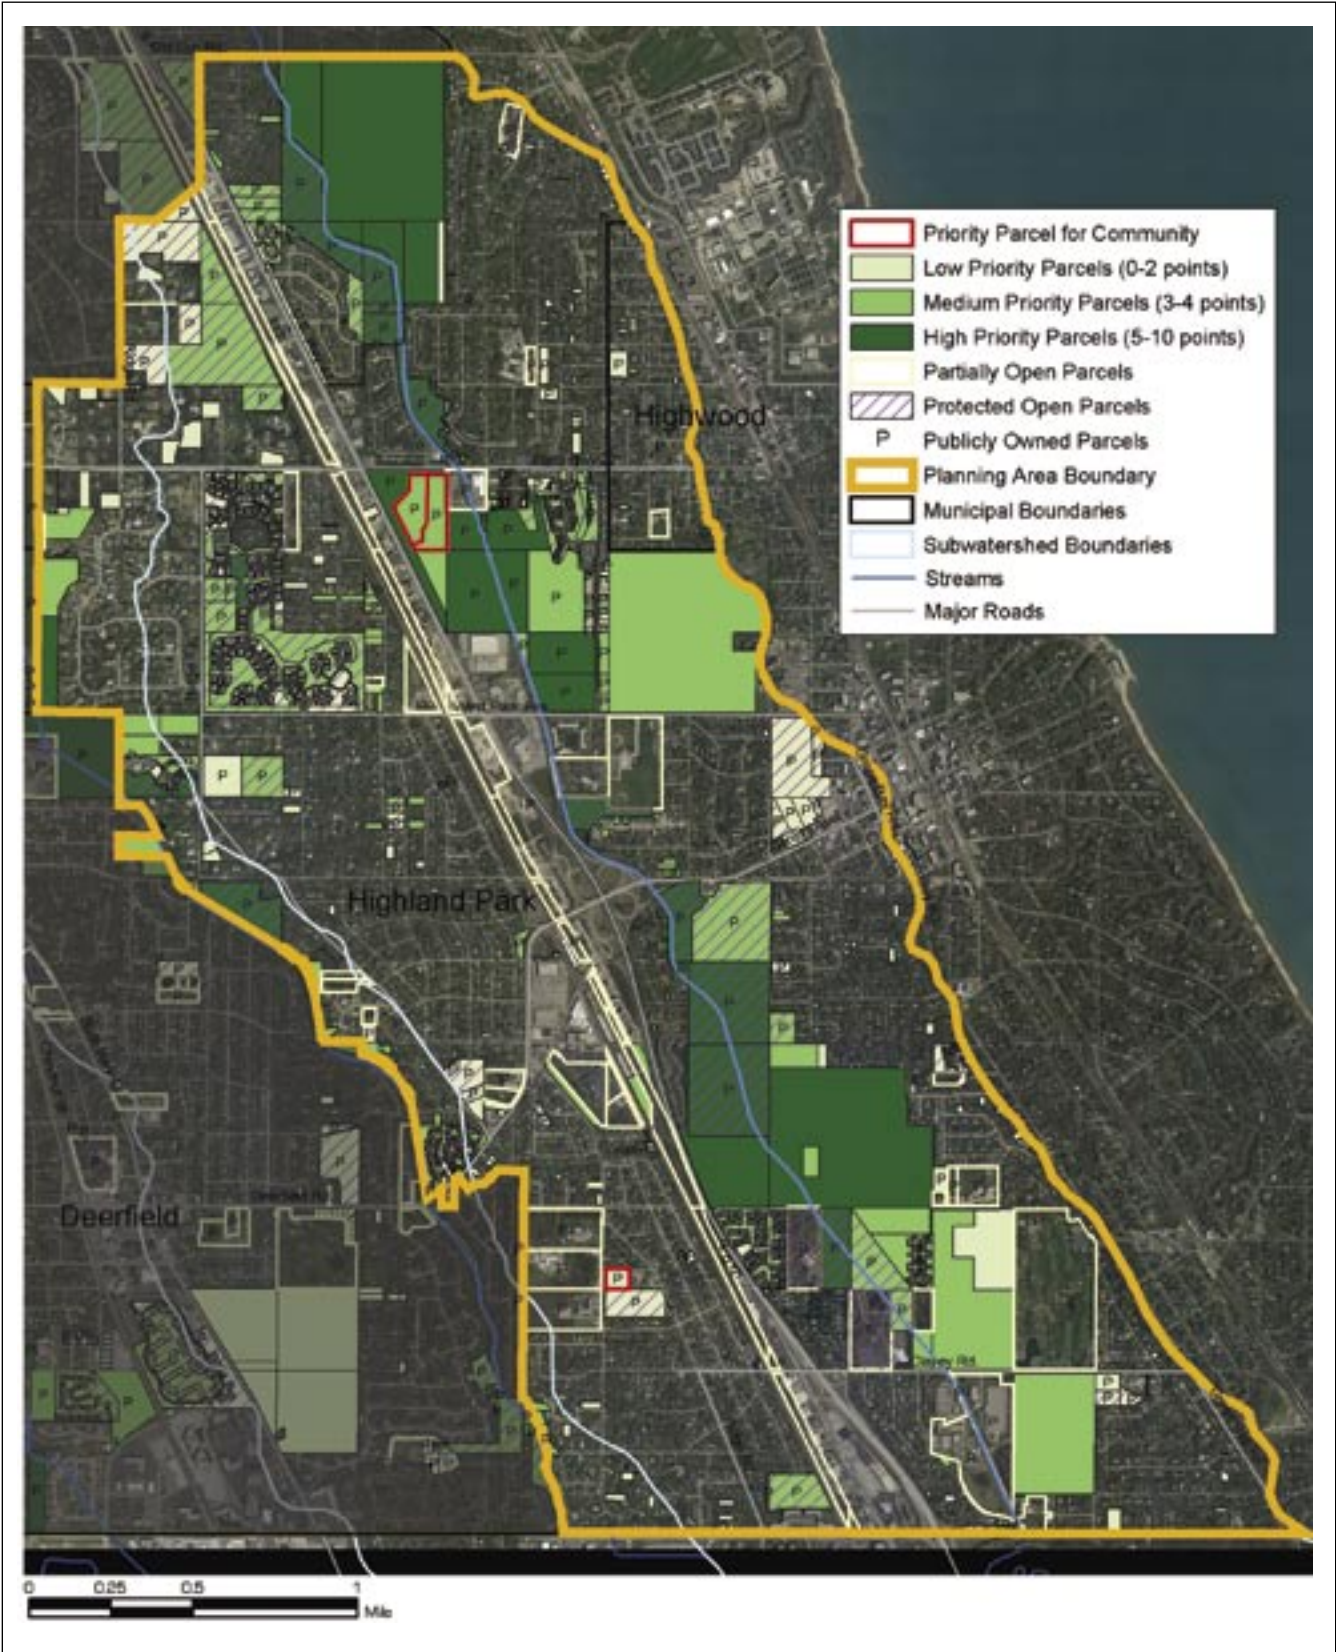 Priority Parcel for Community
Low Priority Parcels (0-2 points)
Medium Priority Parcels (3-4 points)
High Priority Parcels (5-10 points)
Partially Open Parcels
Protected Open Parcels
P Publicly Owned Parcels
Planning Area Boundary
Municipal Boundaries
Subwatershed Boundaries
Streams
Major Roads
Highwood
Highland Park
Deerfield
0 0.25 0.5 1
Mile